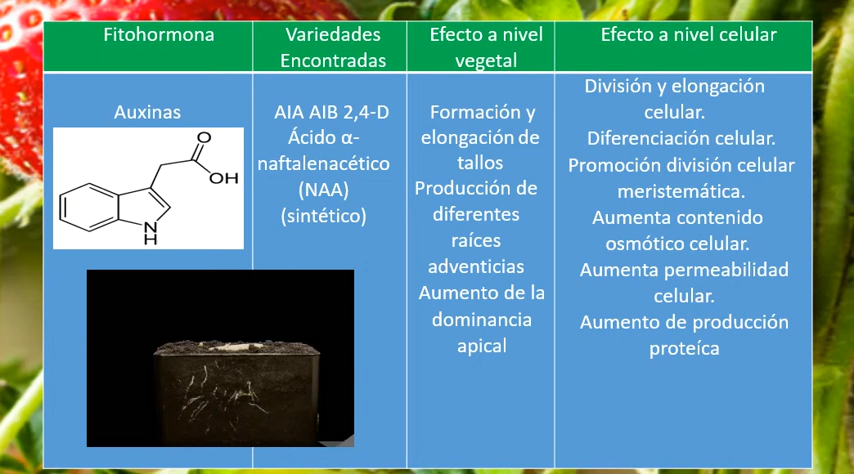 Fitohormona
Variedades
Encontradas
Efecto a nivel
vegetal
Efecto a nivel celular
Auxinas
O
OH
N
H
AIA AIB 2,4-D
Ácido α-
naftalenacético
(NAA)
(sintético)
Formación y
elongación de
tallos
Producción de
diferentes
raíces
adventicias
Aumento de la
dominancia
apical
División y elongación
celular.
Diferenciación celular.
Promoción división celular
meristemática.
Aumenta contenido
osmótico celular.
Aumenta permeabilidad
celular.
Aumento de producción
proteíca